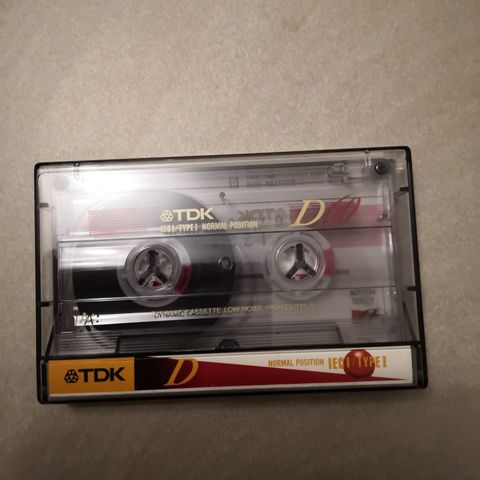 TDK
D
IEC I/TYPE I NORMAL POSITION
A
DYNAMIC CASSETTE LOW NOISE HIGH OUTPUT
TDK D NORMAL POSITION IEC I/TYPE I